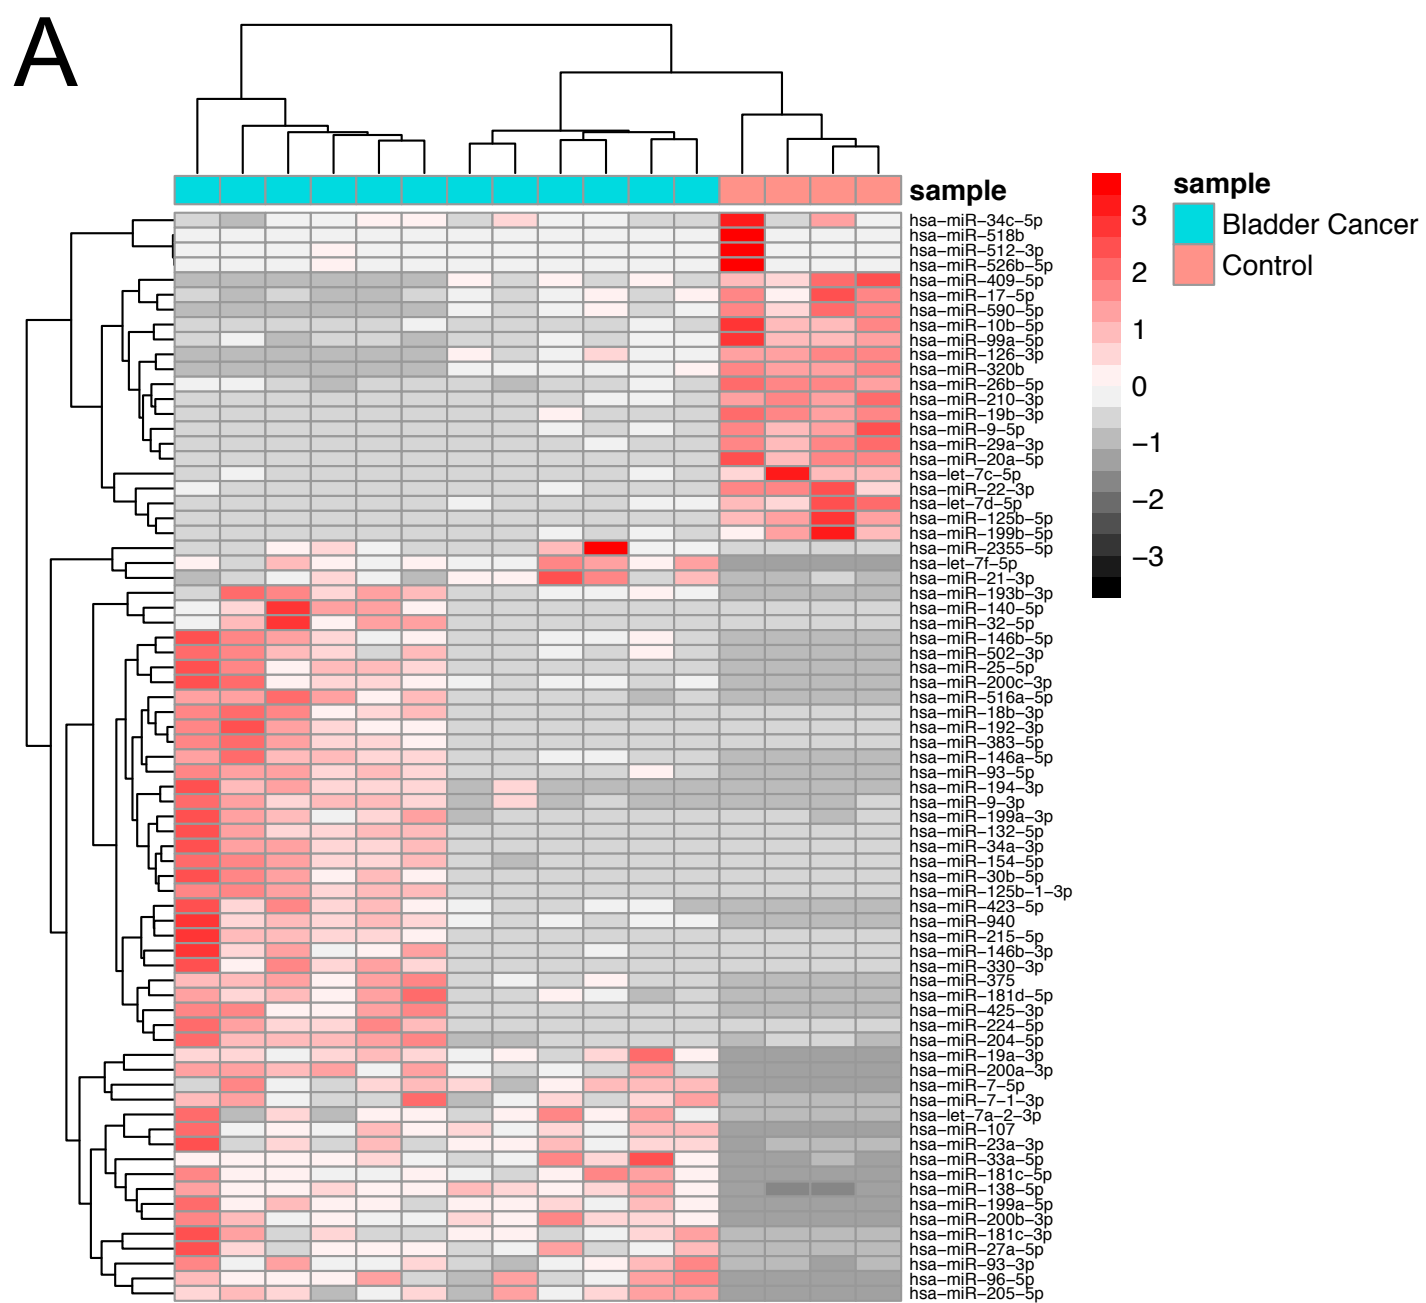 A
sample
hsa−miR−34c−5p
hsa−miR−518b
hsa−miR−512−3p
hsa−miR−526b−5p
hsa−miR−409−5p
hsa−miR−17−5p
hsa−miR−590−5p
hsa−miR−10b−5p
hsa−miR−99a−5p
hsa−miR−126−3p
hsa−miR−320b
hsa−miR−26b−5p
hsa−miR−210−3p
hsa−miR−19b−3p
hsa−miR−9−5p
hsa−miR−29a−3p
hsa−miR−20a−5p
hsa−let−7c−5p
hsa−miR−22−3p
hsa−let−7d−5p
hsa−miR−125b−5p
hsa−miR−199b−5p
hsa−miR−2355−5p
hsa−let−7f−5p
hsa−miR−21−3p
hsa−miR−193b−3p
hsa−miR−140−5p
hsa−miR−32−5p
hsa−miR−146b−5p
hsa−miR−502−3p
hsa−miR−25−5p
hsa−miR−200c−3p
hsa−miR−516a−5p
hsa−miR−18b−3p
hsa−miR−192−3p
hsa−miR−383−5p
hsa−miR−146a−5p
hsa−miR−93−5p
hsa−miR−194−3p
hsa−miR−9−3p
hsa−miR−199a−3p
hsa−miR−132−5p
hsa−miR−34a−3p
hsa−miR−154−5p
hsa−miR−30b−5p
hsa−miR−125b−1−3p
hsa−miR−423−5p
hsa−miR−940
hsa−miR−215−5p
hsa−miR−146b−3p
hsa−miR−330−3p
hsa−miR−375
hsa−miR−181d−5p
hsa−miR−425−3p
hsa−miR−224−5p
hsa−miR−204−5p
hsa−miR−19a−3p
hsa−miR−200a−3p
hsa−miR−7−5p
hsa−miR−7−1−3p
hsa−let−7a−2−3p
hsa−miR−107
hsa−miR−23a−3p
hsa−miR−33a−5p
hsa−miR−181c−5p
hsa−miR−138−5p
hsa−miR−199a−5p
hsa−miR−200b−3p
hsa−miR−181c−3p
hsa−miR−27a−5p
hsa−miR−93−3p
hsa−miR−96−5p
hsa−miR−205−5p
3
2
1
0
−1
−2
−3
sample
Bladder Cancer
Control